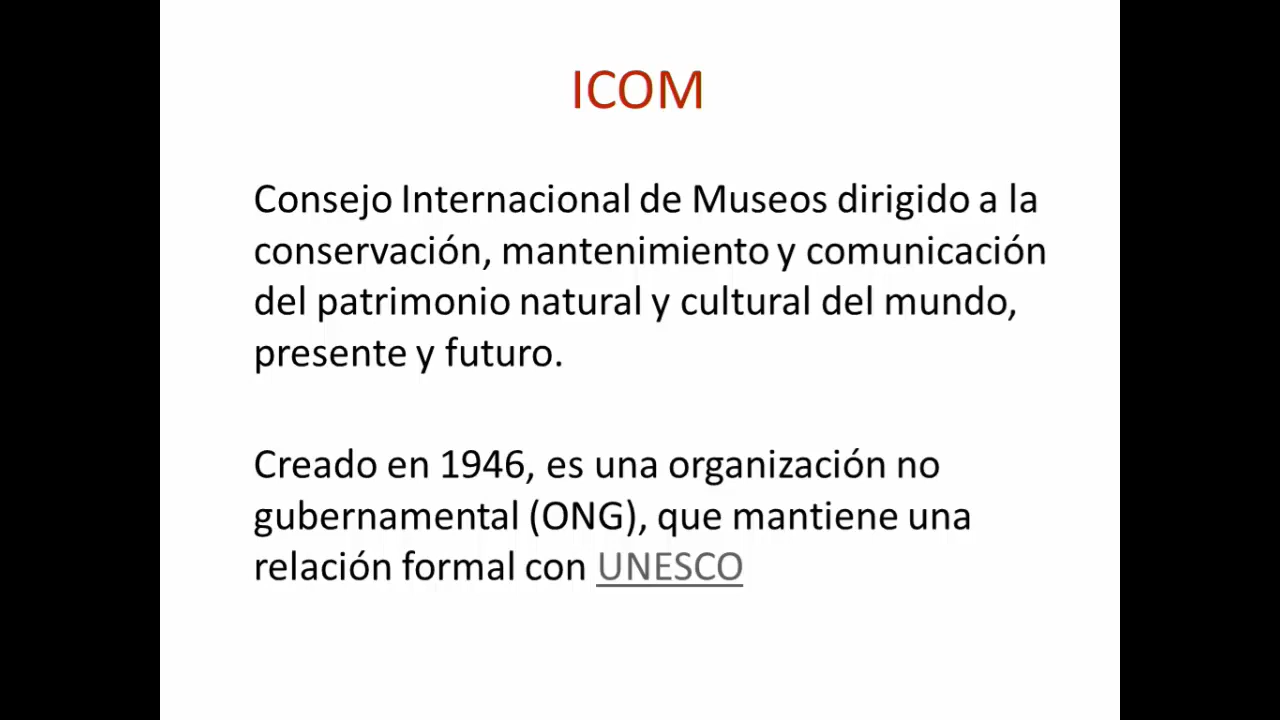 ICOM
Consejo Internacional de Museos dirigido a la
conservación, mantenimiento y comunicación
del patrimonio natural y cultural del mundo,
presente y futuro.
Creado en 1946, es una organización no
gubernamental (ONG), que mantiene una
relación formal con UNESCO